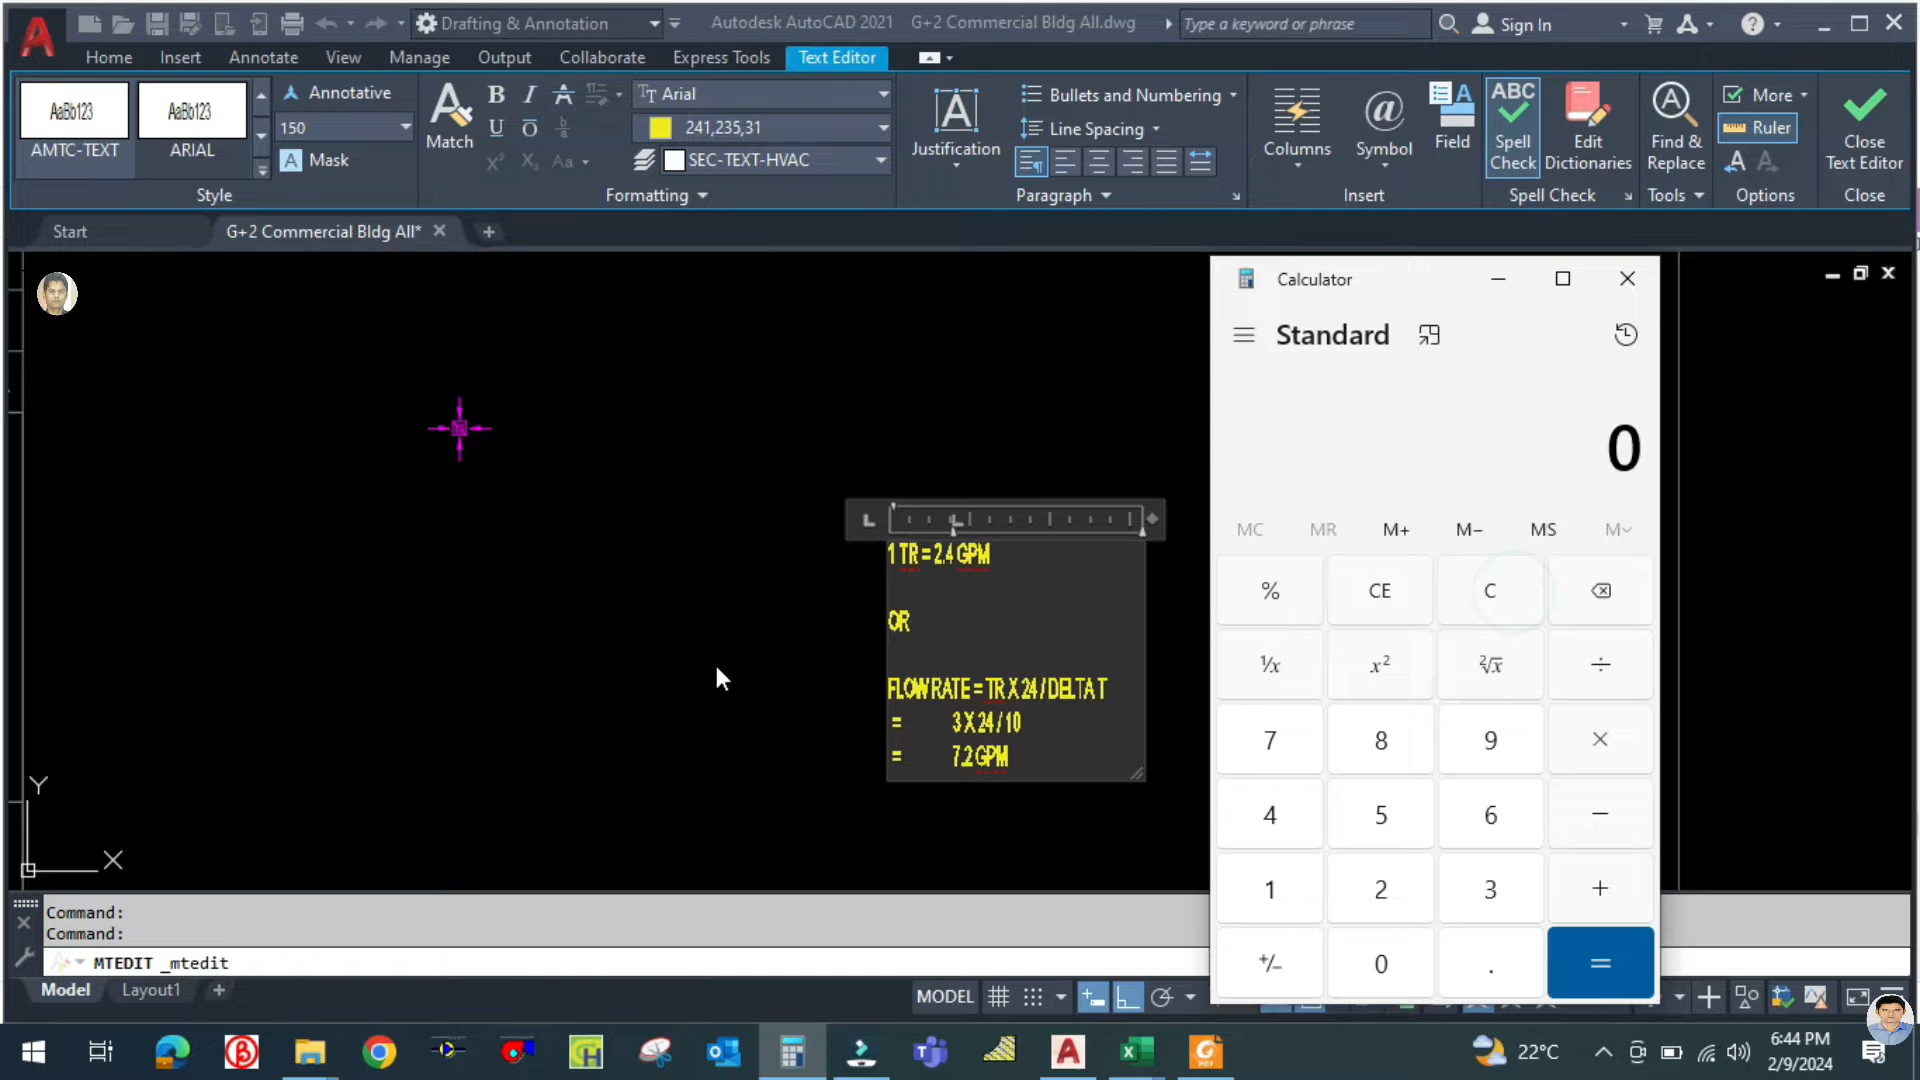 Drafting & Annotation
Autodesk AutoCAD 2021 G+2 Commercial Bldg All.dwg
Type a keyword or phrase
Sign In
Home Insert Annotate View Manage Output Collaborate Express Tools Text Editor
AaBb123 AaBb123
AMTC-TEXT ARIAL
Annotative
150
Mask
Style
Match
Arial
241,235,31
SEC-TEXT-HVAC
Formatting
Justification
Bullets and Numbering
Line Spacing
Paragraph
Columns
Symbol
Field
Insert
ABC
Spell Check
Edit Dictionaries
Spell Check
Find & Replace
Tools
More
Ruler
Options
Close Text Editor
Close
Start G+2 Commercial Bldg All*
1 TR = 2.4 GPM
OR
FLOW RATE = TR X 24 / DELTA T
= 3 X 24 / 10
= 7.2 GPM
Y
X
Calculator
Standard
0
MC MR M+ M− MS M
% CE C
1/x x² ²√x ÷
7 8 9 ×
4 5 6 −
1 2 3 +
+/− 0 . =
Command:
Command:
MTEDIT _mtedit
Model Layout1 +
MODEL
22°C
6:44 PM
2/9/2024